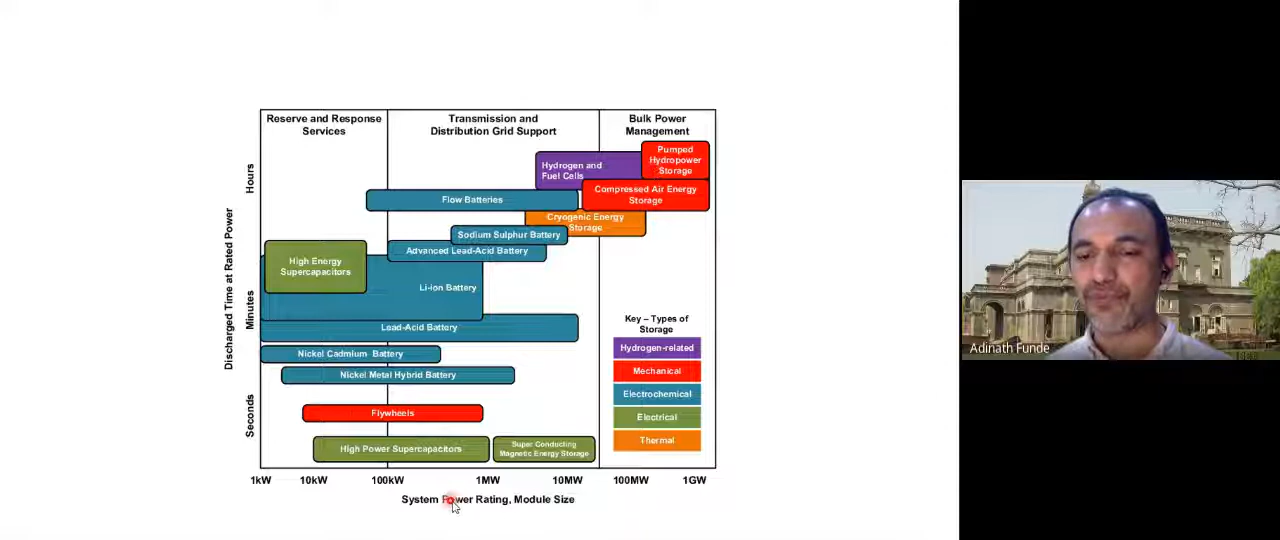 Reserve and Response
Services
Transmission and
Distribution Grid Support
Bulk Power
Management
Pumped
Hydropower
Storage
Hydrogen and
Fuel Cells
Compressed Air Energy
Storage
Flow Batteries
Cryogenic Energy
Storage
Sodium Sulphur Battery
Advanced Lead-Acid Battery
High Energy
Supercapacitors
Li-ion Battery
Lead-Acid Battery
Nickel Cadmium Battery
Nickel Metal Hybrid Battery
Flywheels
High Power Supercapacitors
Super Conducting
Magnetic Energy Storage
Key – Types of
Storage
Hydrogen-related
Mechanical
Electrochemical
Electrical
Thermal
Discharged Time at Rated Power
Hours
Minutes
Seconds
1kW
10kW
100kW
1MW
10MW
100MW
1GW
System Power Rating, Module Size
Adinath Funde